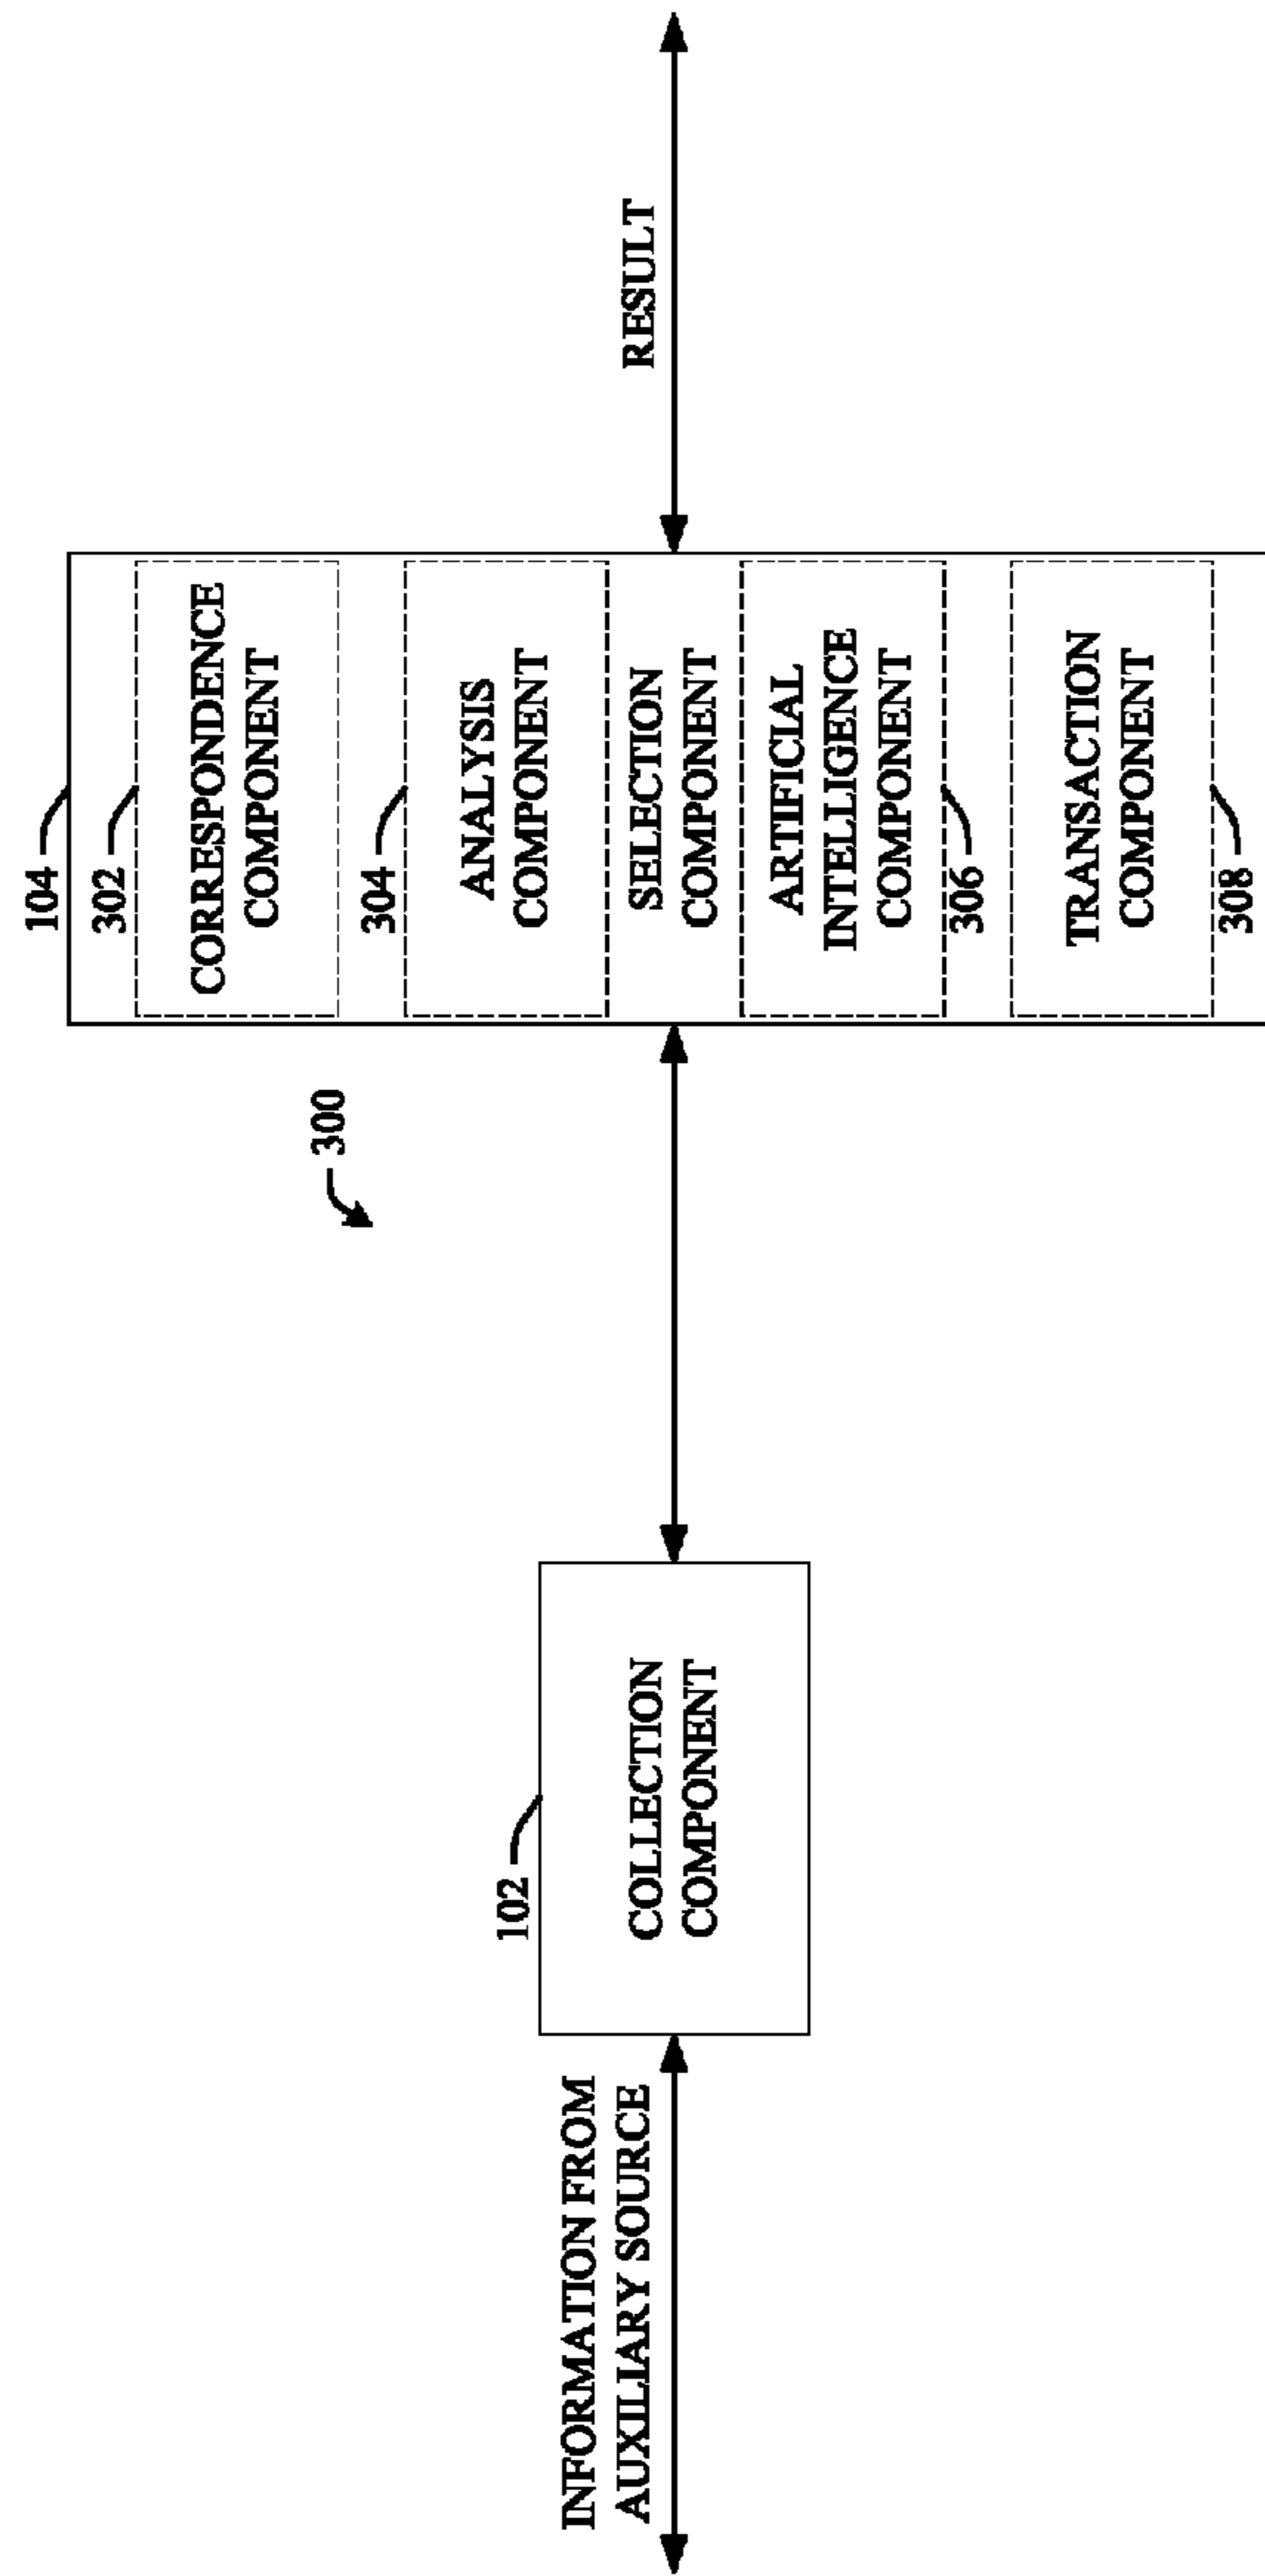 104
302
CORRESPONDENCE
COMPONENT
304
ANALYSIS
COMPONENT
SELECTION
COMPONENT
ARTIFICIAL
INTELLIGENCE
COMPONENT
306
TRANSACTION
COMPONENT
308
300
102
COLLECTION
COMPONENT
INFORMATION FROM
AUXILIARY SOURCE
RESULT